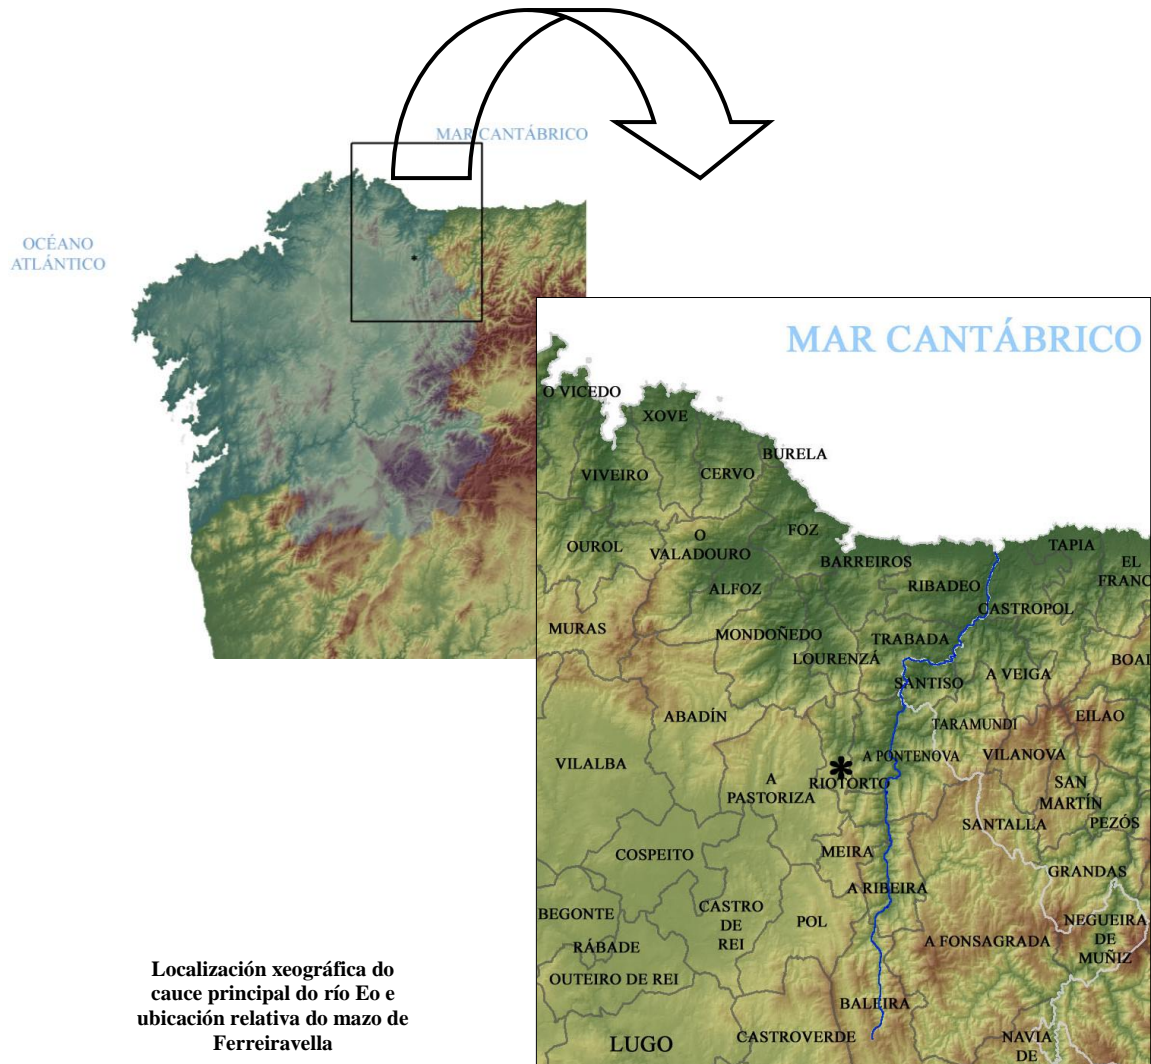 MAR CANTÁBRICO
OCÉANO
ATLÁNTICO
*
MAR CANTÁBRICO
O VICEDO
XOVE
BURELA
VIVEIRO
CERVO
FOZ
TAPIA
O
VALADOURO
OUROL
BARREIROS
EL
FRANC
RIBADEO
ALFOZ
CASTROPOL
MURAS
MONDOÑEDO
TRABADA
LOURENZÁ
BOAL
A VEIGA
SANTISO
ABADÍN
EILAO
TARAMUNDI
A PONTENOVA
VILANOVA
VILALBA
*
RIOTORTO
A
PASTORIZA
SAN
MARTÍN
PEZÓS
SANTALLA
COSPEITO
MEIRA
GRANDAS
A RIBEIRA
CASTRO
DE
REI
BEGONTE
POL
NEGUEIRA
DE
MUÑIZ
RÁBADE
A FONSAGRADA
OUTEIRO DE REI
BALEIRA
LUGO
CASTROVERDE
NAVIA
DE
Localización xeográfica do
cauce principal do río Eo e
ubicación relativa do mazo de
Ferreiravella